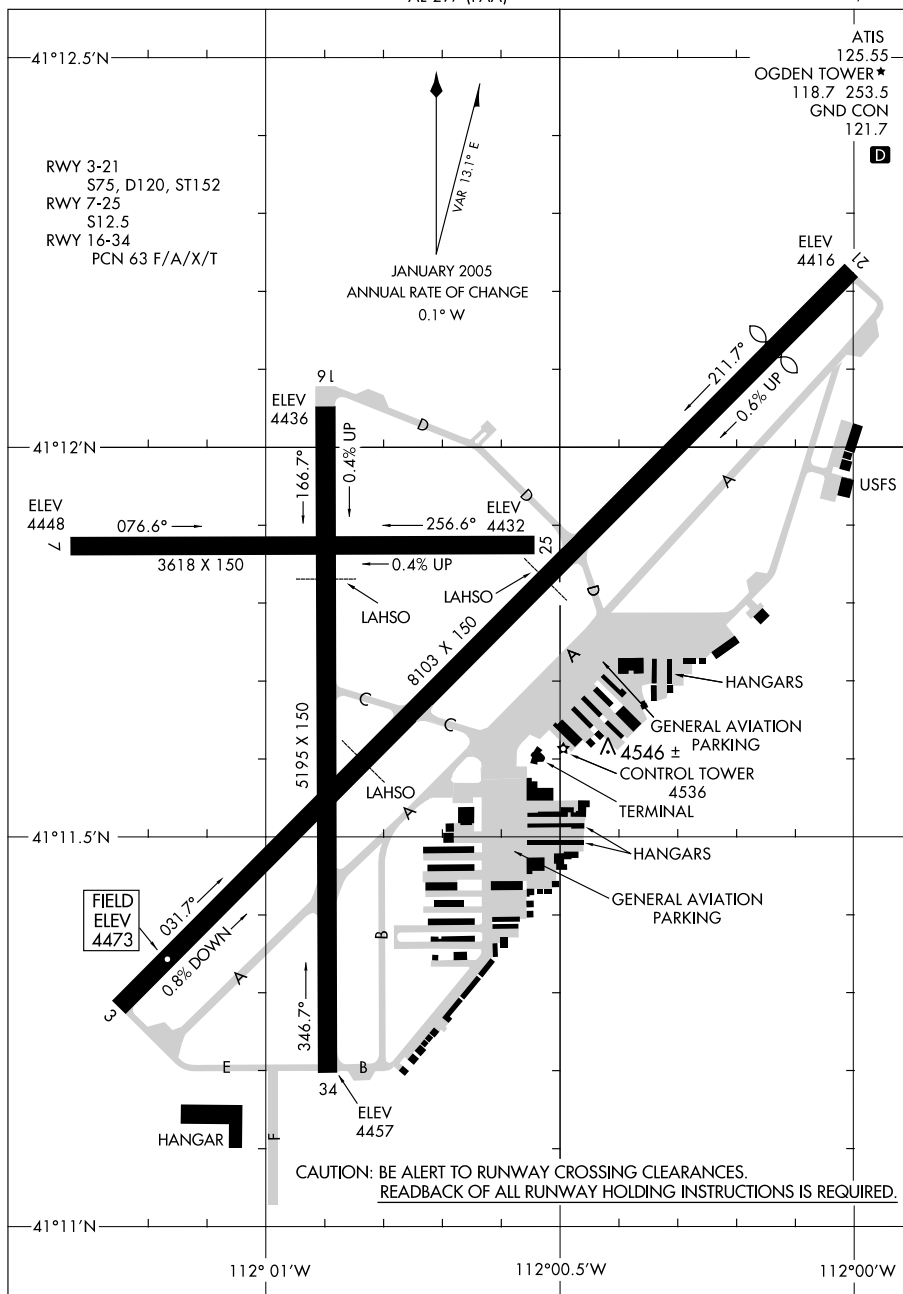 41°12.5'N
ATIS
125.55
OGDEN TOWER★
118.7 253.5
GND CON
121.7
D
VAR 13.1° E
JANUARY 2005
ANNUAL RATE OF CHANGE
0.1° W
RWY 3-21
S75, D120, ST152
RWY 7-25
S12.5
RWY 16-34
PCN 63 F/A/X/T
ELEV
4416
21
211.7°
0.6% UP
16
ELEV
4436
D
166.7°
0.4% UP
41°12'N
A
USFS
ELEV
4448
7
076.6°
256.6°
ELEV
4432
25
D
3618 X 150
0.4% UP
LAHSO
LAHSO
D
8103 X 150
A
HANGARS
GENERAL AVIATION
PARKING
5195 X 150
C
C
4546 ±
CONTROL TOWER
4536
TERMINAL
LAHSO
A
41°11.5'N
HANGARS
GENERAL AVIATION
PARKING
FIELD
ELEV
4473
031.7°
0.8% DOWN
A
B
3
346.7°
E
B
34
ELEV
4457
HANGAR
F
CAUTION: BE ALERT TO RUNWAY CROSSING CLEARANCES.
READBACK OF ALL RUNWAY HOLDING INSTRUCTIONS IS REQUIRED.
41°11'N
112°01'W
112°00.5'W
112°00'W